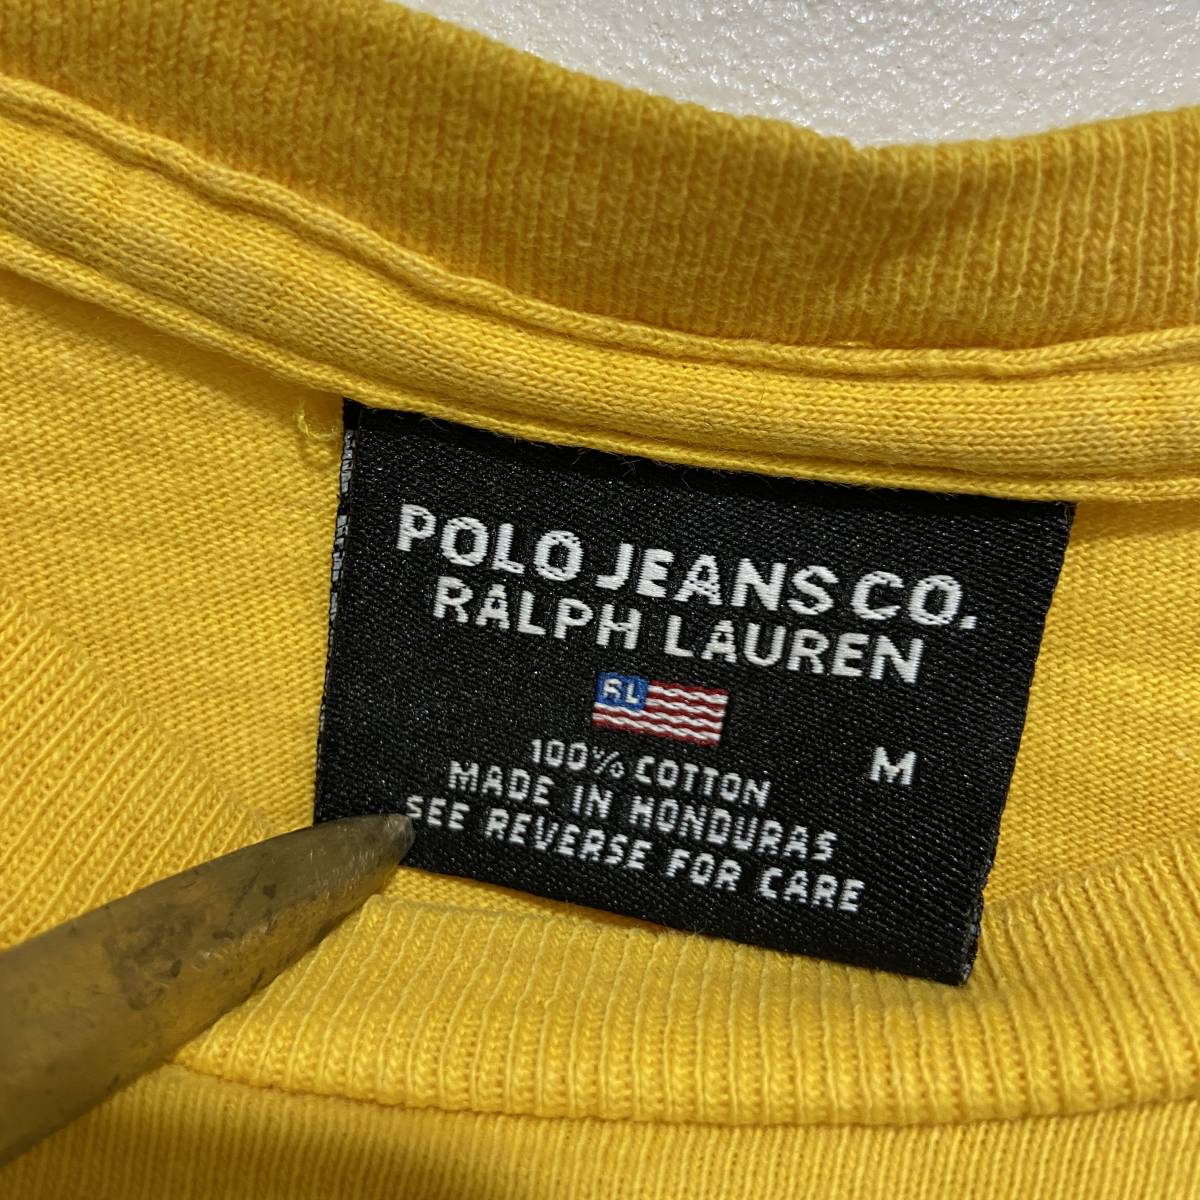 POLO JEANS CO.
RALPH LAUREN
RL
M
100% COTTON
MADE IN HONDURAS
SEE REVERSE FOR CARE